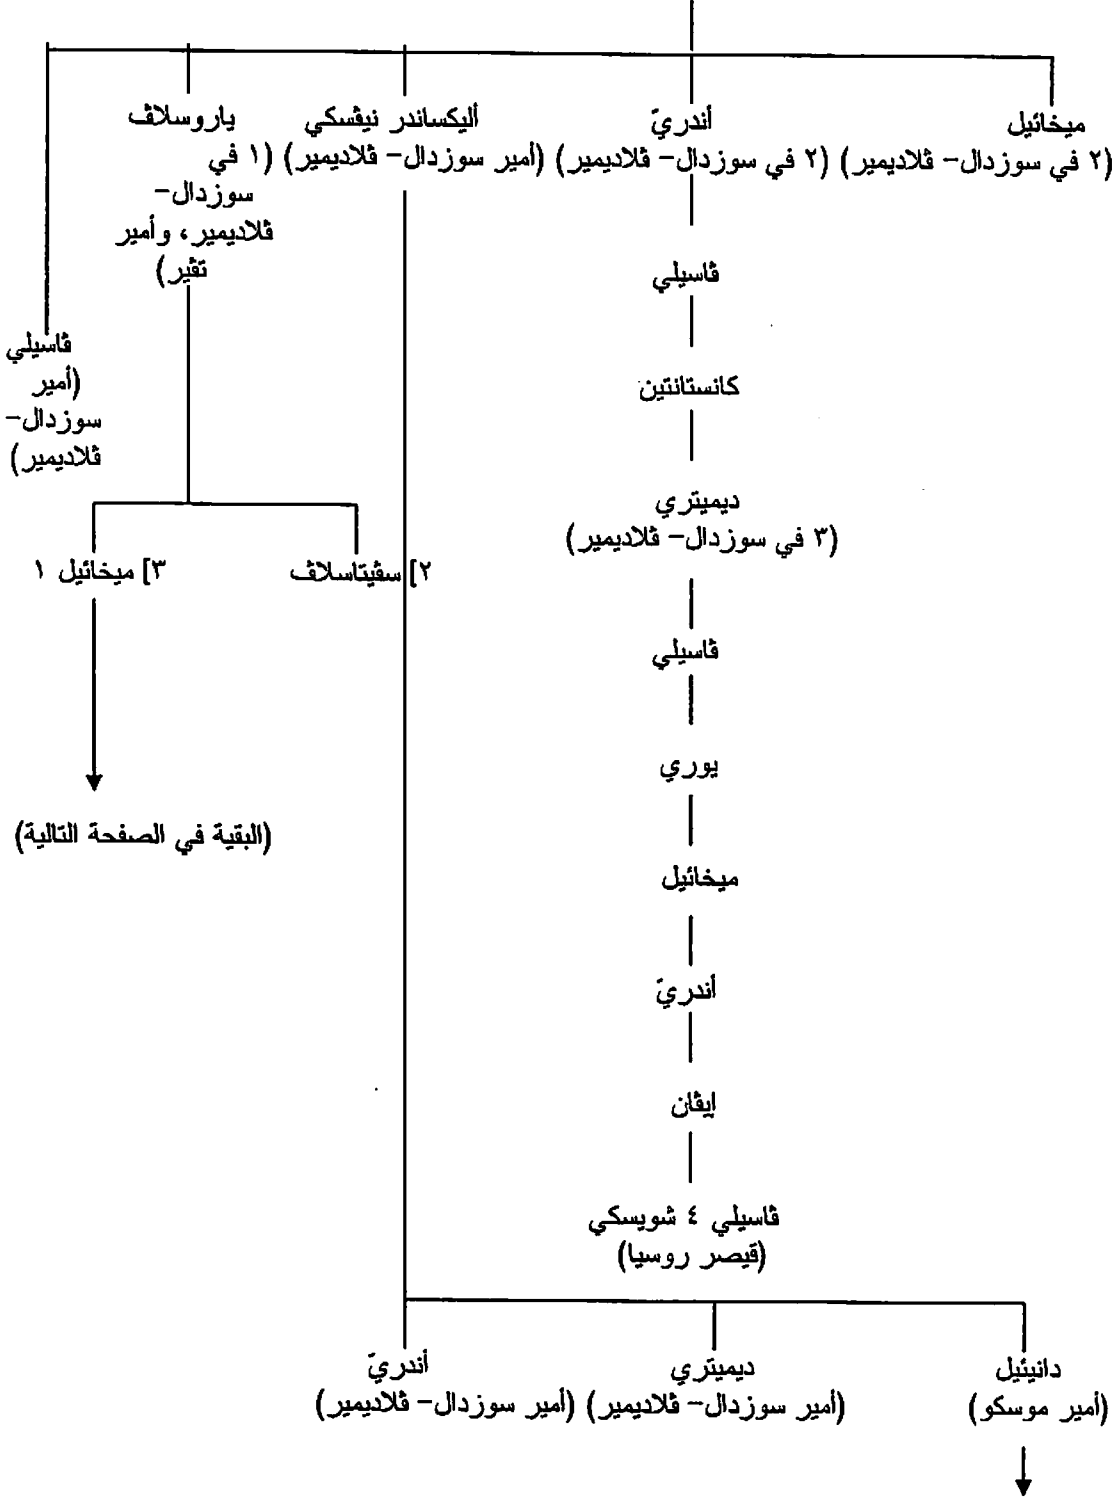 ميخائيل
(٢ في سوزدال- ڤلاديمير)
أندريّ
(٢ في سوزدال- ڤلاديمير)
أليكساندر نيڤسكي
(أمير سوزدال- ڤلاديمير)
ياروسلاڤ
(١ في
سوزدال-
ڤلاديمير، وأمير
تڤير)
ڤاسيلي
(أمير
سوزدال-
ڤلاديمير)
ڤاسيلي
كانستانتين
ديميتري
(٣ في سوزدال- ڤلاديمير)
٢] سڤيتاسلاڤ
٣] ميخائيل ١
ڤاسيلي
يوري
(البقية في الصفحة التالية)
ميخائيل
أندريّ
إيڤان
ڤاسيلي ٤ شويسكي
(قيصر روسيا)
دانيئيل
(أمير موسكو)
ديميتري
(أمير سوزدال- ڤلاديمير)
أندريّ
(أمير سوزدال- ڤلاديمير)